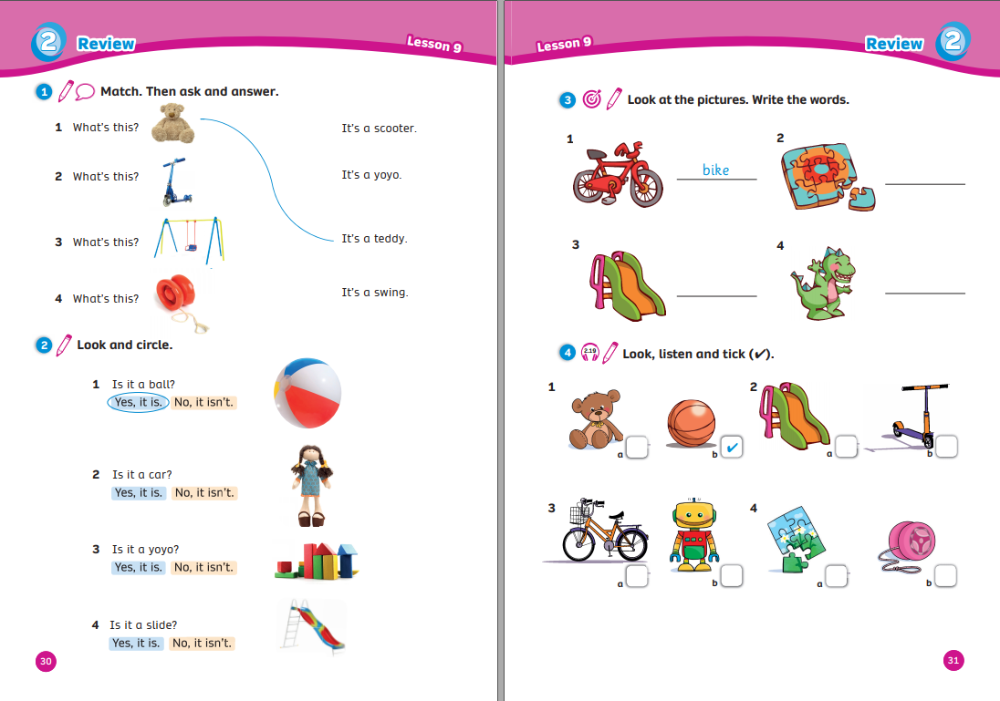 2 Review
Lesson 9
1 Match. Then ask and answer.
1 What's this?
It's a scooter.
2 What's this?
It's a yoyo.
3 What's this?
It's a teddy.
4 What's this?
It's a swing.
2 Look and circle.
1 Is it a ball?
Yes, it is. No, it isn't.
2 Is it a car?
Yes, it is. No, it isn't.
3 Is it a yoyo?
Yes, it is. No, it isn't.
4 Is it a slide?
Yes, it is. No, it isn't.
30
Lesson 9
Review 2
3 Look at the pictures. Write the words.
1 bike
2
3
4
4 2.19 Look, listen and tick (✔).
1
a
b ✔
2
a
b
3
a
b
4
a
b
31